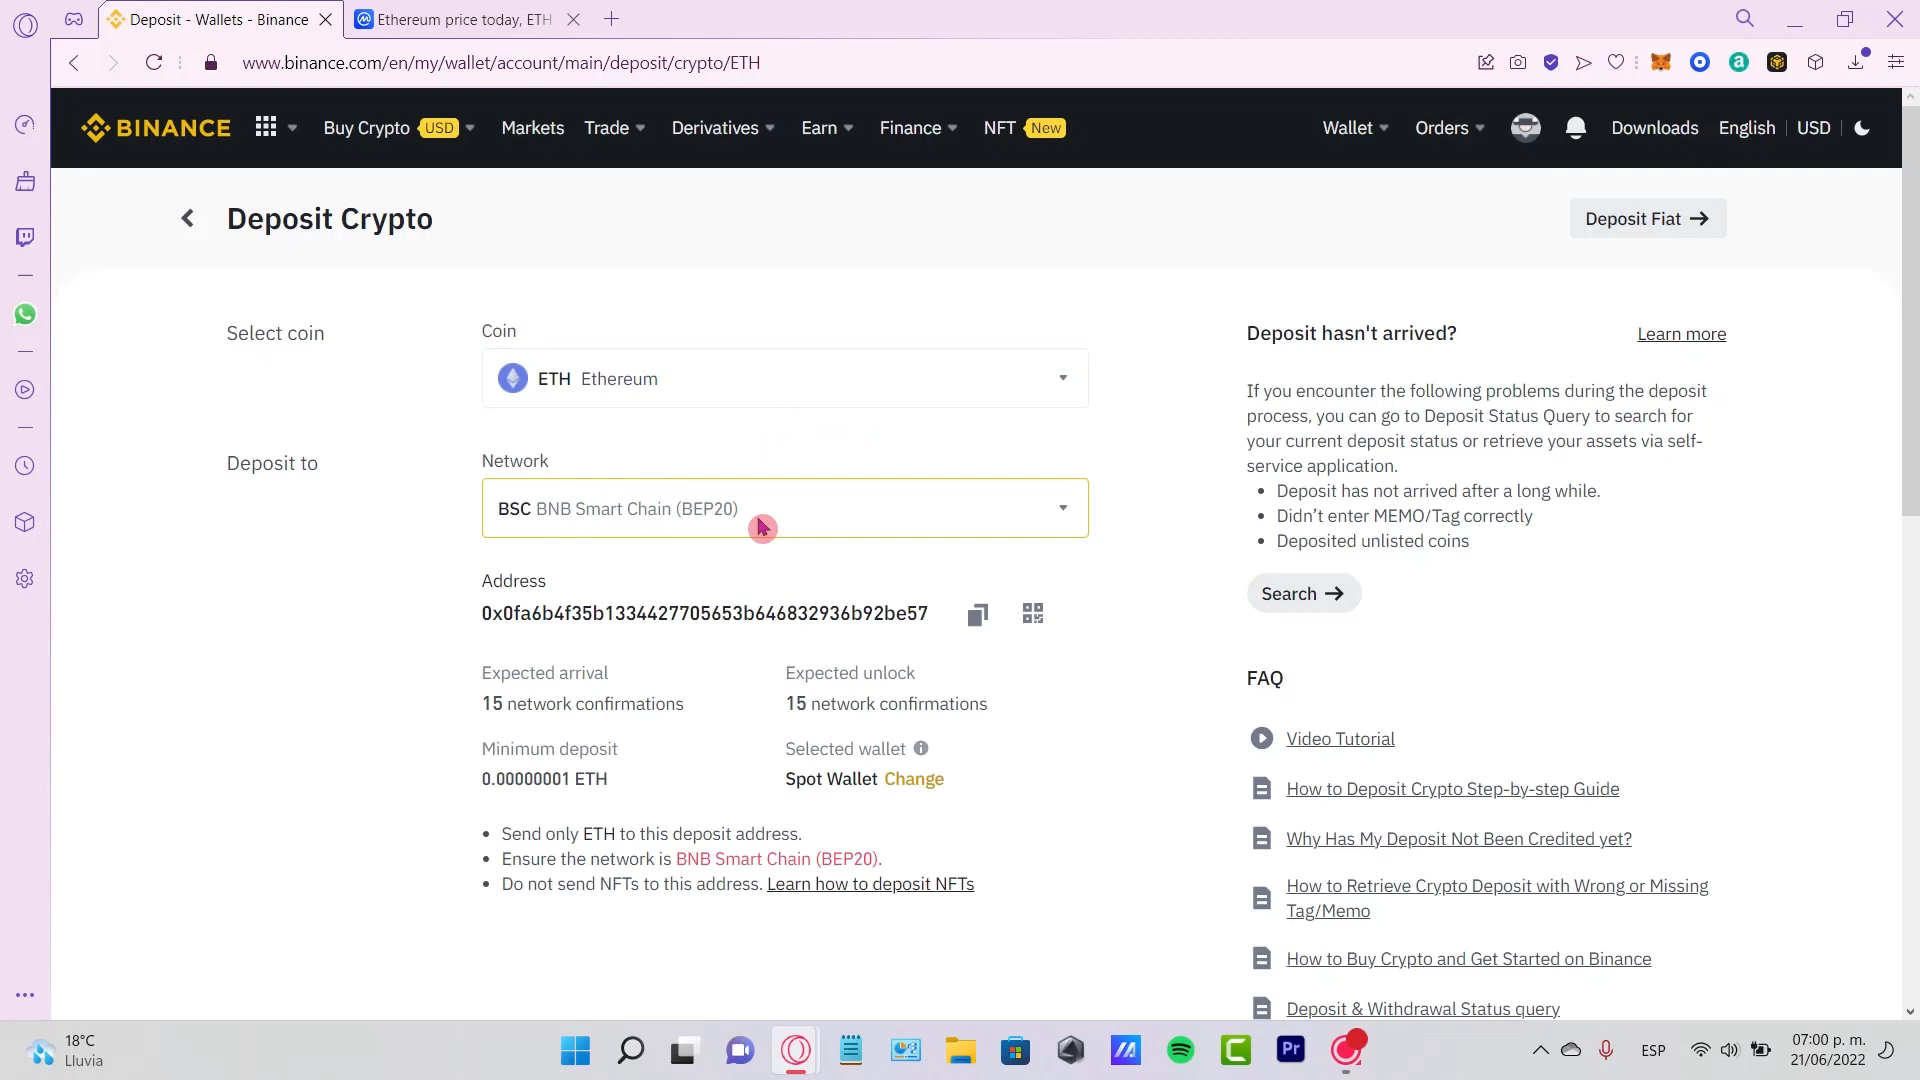 Deposit - Wallets - Binance
Ethereum price today, ETH
www.binance.com/en/my/wallet/account/main/deposit/crypto/ETH
BINANCE
Buy Crypto USD
Markets
Trade
Derivatives
Earn
Finance
NFT New
Wallet
Orders
Downloads
English
USD
Deposit Crypto
Deposit Fiat
Select coin
Coin
ETH Ethereum
Deposit to
Network
BSC BNB Smart Chain (BEP20)
Address
0x0fa6b4f35b1334427705653b646832936b92be57
Expected arrival
15 network confirmations
Expected unlock
15 network confirmations
Minimum deposit
0.00000001 ETH
Selected wallet
Spot Wallet Change
Send only ETH to this deposit address.
Ensure the network is BNB Smart Chain (BEP20).
Do not send NFTs to this address. Learn how to deposit NFTs
Deposit hasn't arrived?
Learn more
If you encounter the following problems during the deposit
process, you can go to Deposit Status Query to search for
your current deposit status or retrieve your assets via self-
service application.
Deposit has not arrived after a long while.
Didn't enter MEMO/Tag correctly
Deposited unlisted coins
Search
FAQ
Video Tutorial
How to Deposit Crypto Step-by-step Guide
Why Has My Deposit Not Been Credited yet?
How to Retrieve Crypto Deposit with Wrong or Missing
Tag/Memo
How to Buy Crypto and Get Started on Binance
Deposit & Withdrawal Status query
18°C
Lluvia
Pr
ESP
07:00 p. m.
21/06/2022